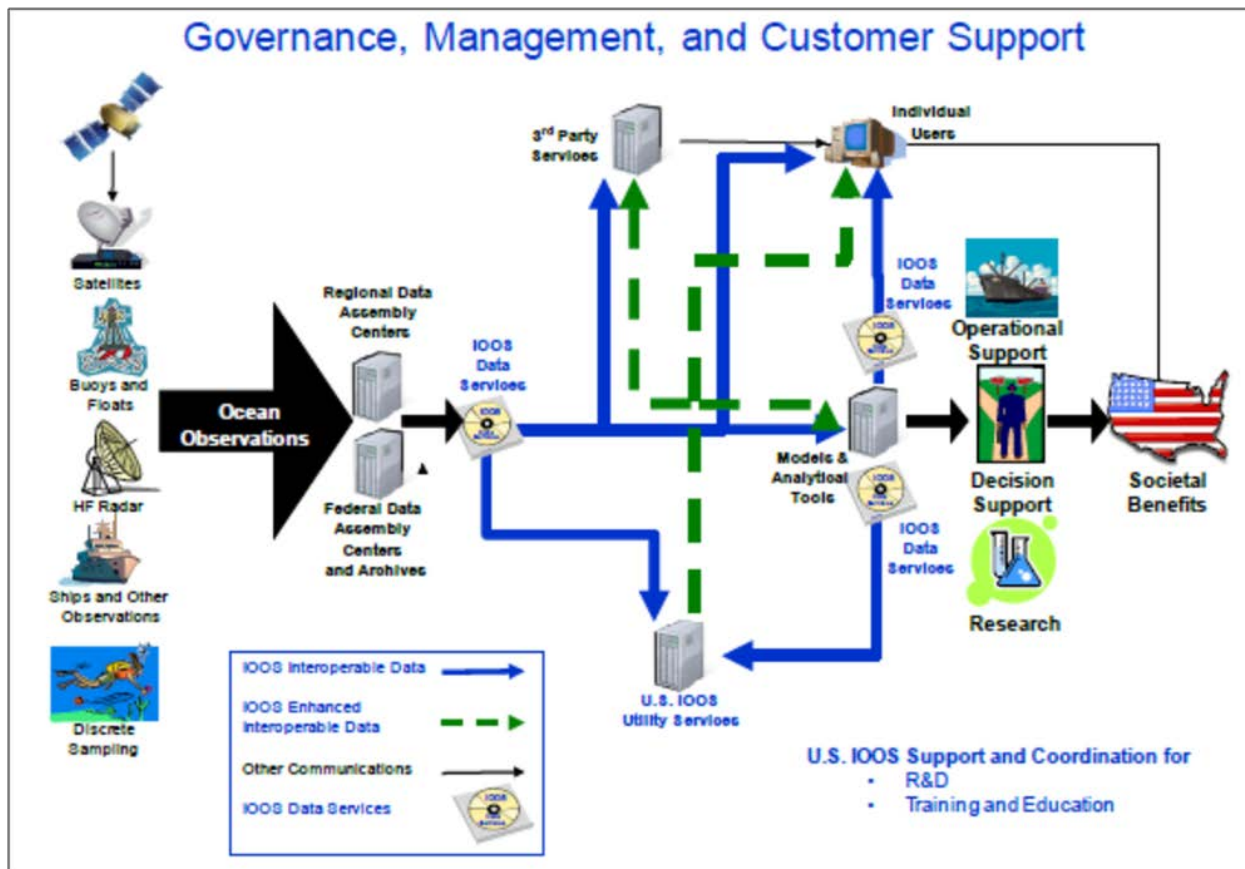 Governance, Management, and Customer Support
Satellites
Buoys and
Floats
HF Radar
Ships and Other
Observations
Discrete
Sampling
Ocean
Observations
Regional Data
Assembly
Centers
Federal Data
Assembly
Centers
and Archives
IOOS
Data
Services
IOOS
3rd Party
Services
Individual
Users
IOOS
Data
Services
IOOS
Models &
Analytical
Tools
IOOS
IOOS
Data
Services
U.S. IOOS
Utility Services
Operational
Support
Decision
Support
Research
Societal
Benefits
IOOS Interoperable Data
IOOS Enhanced
Interoperable Data
Other Communications
IOOS Data Services
IOOS
U.S. IOOS Support and Coordination for
• R&D
• Training and Education